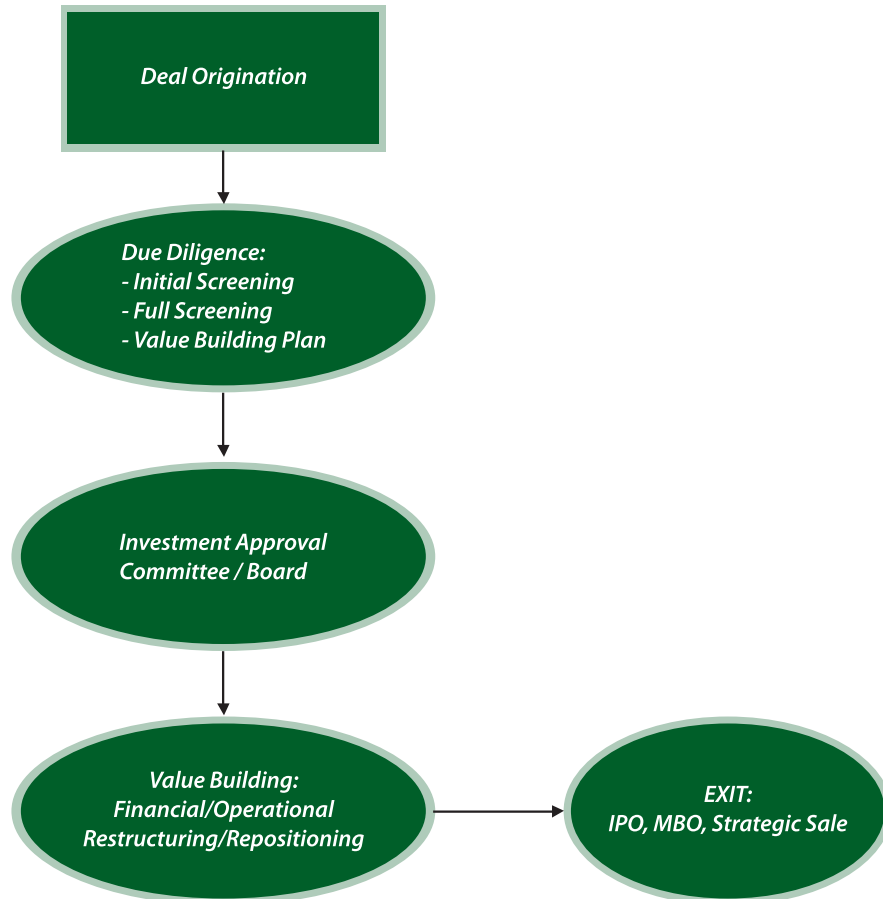 Deal Origination
Due Diligence:
- Initial Screening
- Full Screening
- Value Building Plan
Investment Approval
Committee / Board
Value Building:
Financial/Operational
Restructuring/Repositioning
EXIT:
IPO, MBO, Strategic Sale